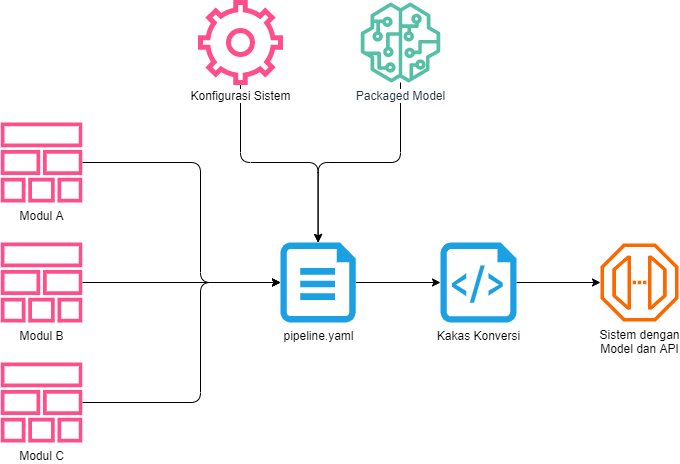 Konfigurasi Sistem
Packaged Model
Modul A
Modul B
pipeline.yaml
Kakas Konversi
Sistem dengan
Model dan API
Modul C